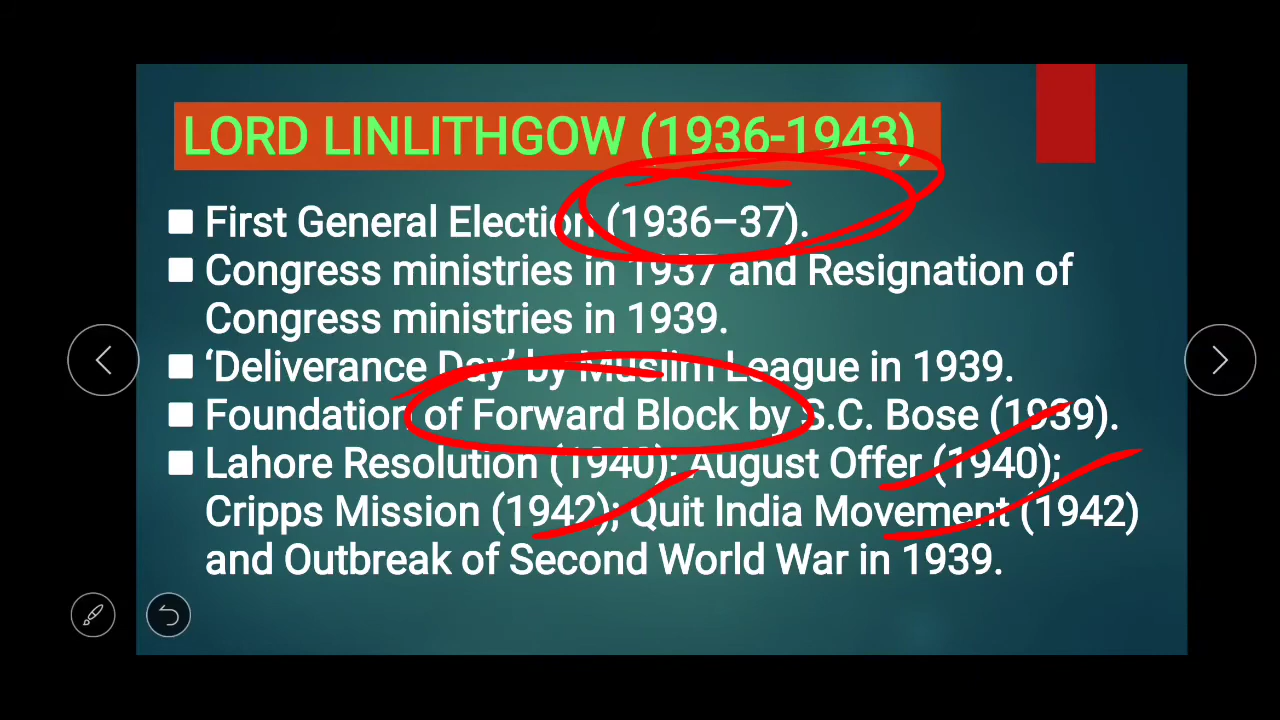 LORD LINLITHGOW (1936-1943)
First General Election (1936–37).
Congress ministries in 1937 and Resignation of
Congress ministries in 1939.
‘Deliverance Day’ by Muslim League in 1939.
Foundation of Forward Block by S.C. Bose (1939).
Lahore Resolution (1940); August Offer (1940);
Cripps Mission (1942); Quit India Movement (1942)
and Outbreak of Second World War in 1939.